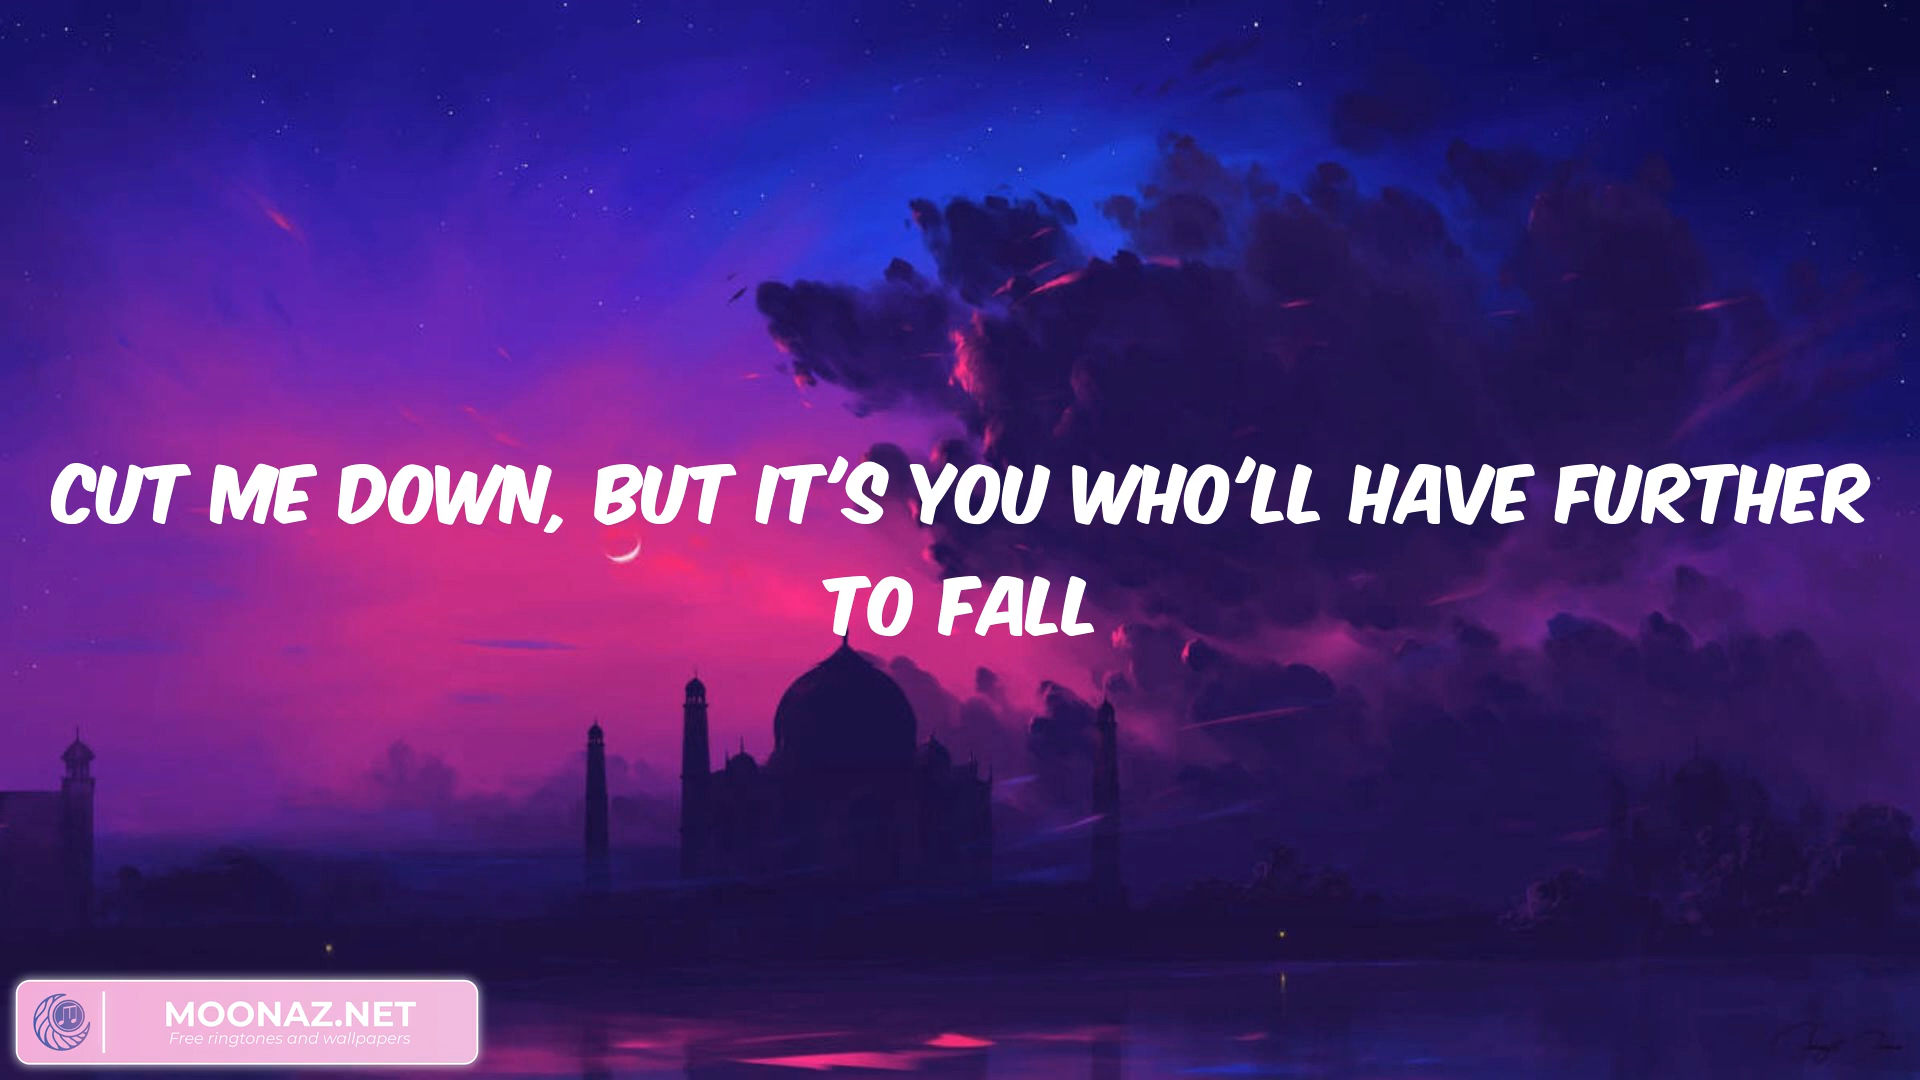 CUT ME DOWN, BUT IT'S YOU WHO'LL HAVE FURTHER
TO FALL
MOONAZ.NET
Free ringtones and wallpapers